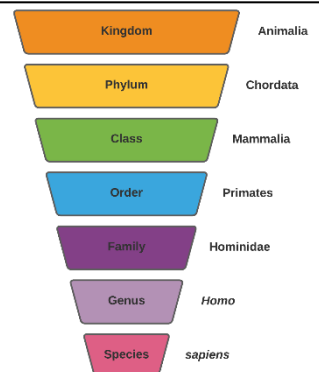 Kingdom Animalia
Phylum Chordata
Class Mammalia
Order Primates
Family Hominidae
Genus Homo
Species sapiens